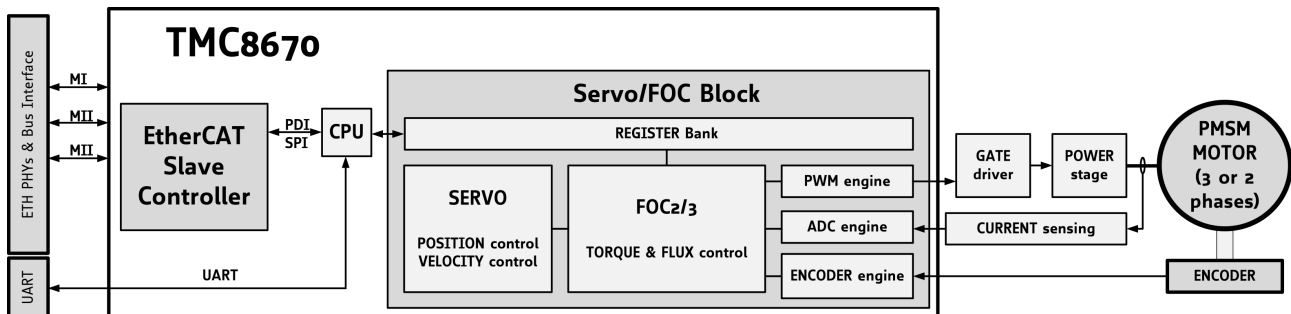 TMC8670
ETH PHYs & Bus Interface
MI
MII
MII
EtherCAT
Slave
Controller
PDI
SPI
CPU
Servo/FOC Block
REGISTER Bank
SERVO
POSITION control
VELOCITY control
FOC2/3
TORQUE & FLUX control
PWM engine
ADC engine
ENCODER engine
GATE
driver
POWER
stage
CURRENT sensing
PMSM
MOTOR
(3 or 2
phases)
ENCODER
UART
UART